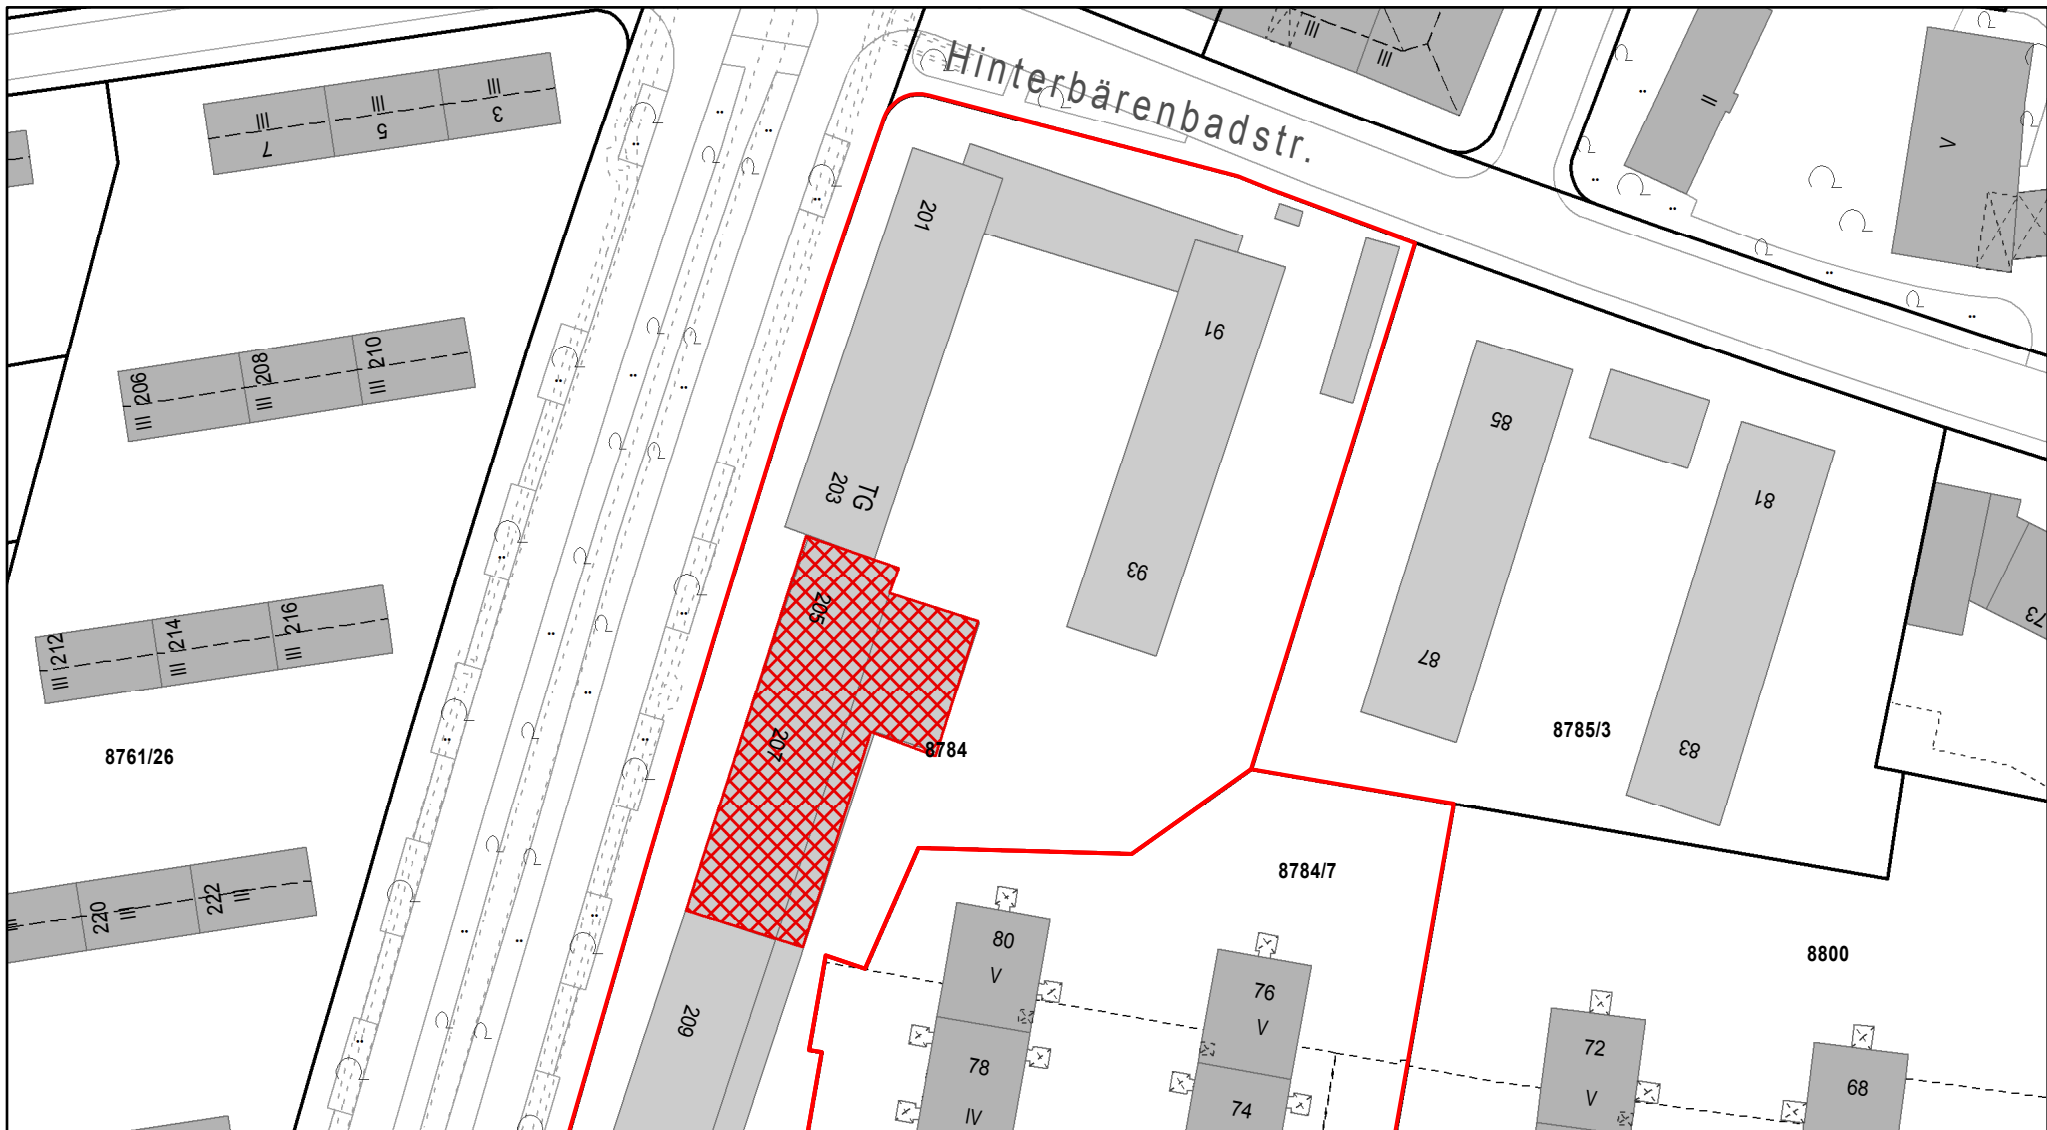 Hinterbärenbadstr.
III
III
III
7
5
3
III
III
II
V
201
91
206
208
210
III
III
III
85
81
TG
203
93
205
212
214
216
III
III
III
73
87
83
207
8784
8785/3
8761/26
8784/7
220
222
III
III
III
80
V
76
V
8800
209
78
IV
74
72
V
68